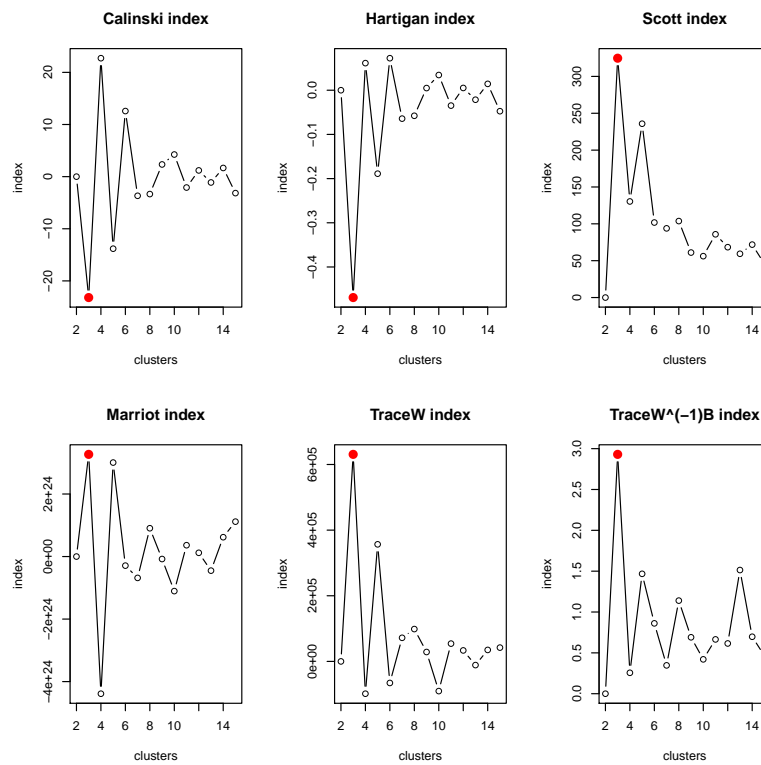 Calinski index
index
20
10
0
−10
−20
2 4 6 8 10 14
clusters
Hartigan index
index
0.0
−0.1
−0.2
−0.3
−0.4
2 4 6 8 10 14
clusters
Scott index
index
300
250
200
150
100
50
0
2 4 6 8 10 14
clusters
Marriot index
index
2e+24
0e+00
−2e+24
−4e+24
2 4 6 8 10 14
clusters
TraceW index
index
6e+05
4e+05
2e+05
0e+00
2 4 6 8 10 14
clusters
TraceW^(−1)B index
index
3.0
2.5
2.0
1.5
1.0
0.5
0.0
2 4 6 8 10 14
clusters